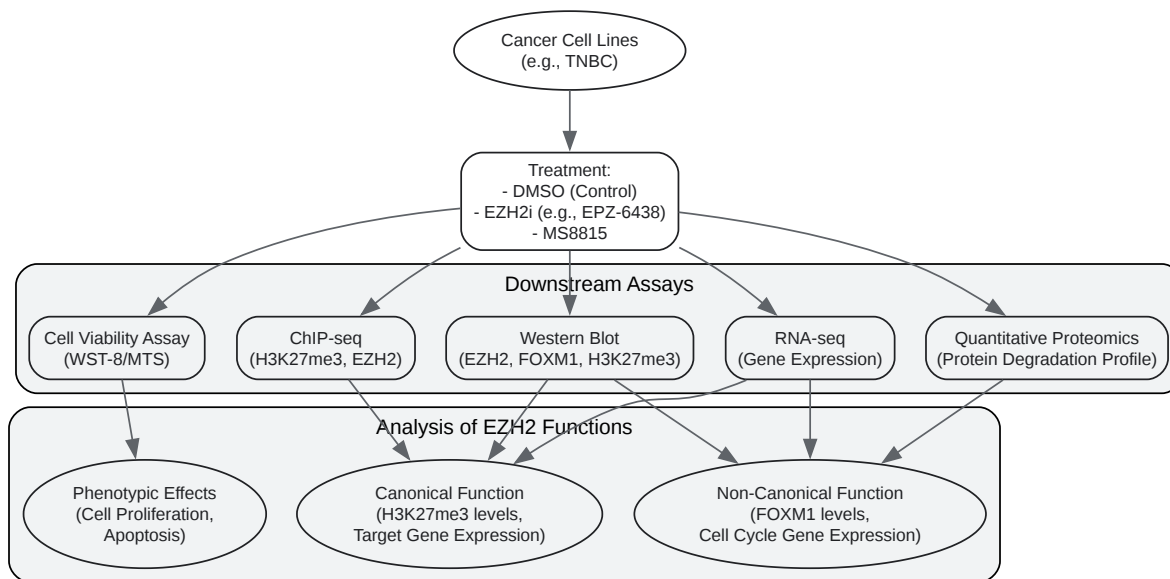 Cancer Cell Lines
(e.g., TNBC)
Treatment:
- DMSO (Control)
- EZH2i (e.g., EPZ-6438)
- MS8815
Downstream Assays
Cell Viability Assay
(WST-8/MTS)
ChIP-seq
(H3K27me3, EZH2)
Western Blot
(EZH2, FOXM1, H3K27me3)
RNA-seq
(Gene Expression)
Quantitative Proteomics
(Protein Degradation Profile)
Analysis of EZH2 Functions
Phenotypic Effects
(Cell Proliferation,
Apoptosis)
Canonical Function
(H3K27me3 levels,
Target Gene Expression)
Non-Canonical Function
(FOXM1 levels,
Cell Cycle Gene Expression)